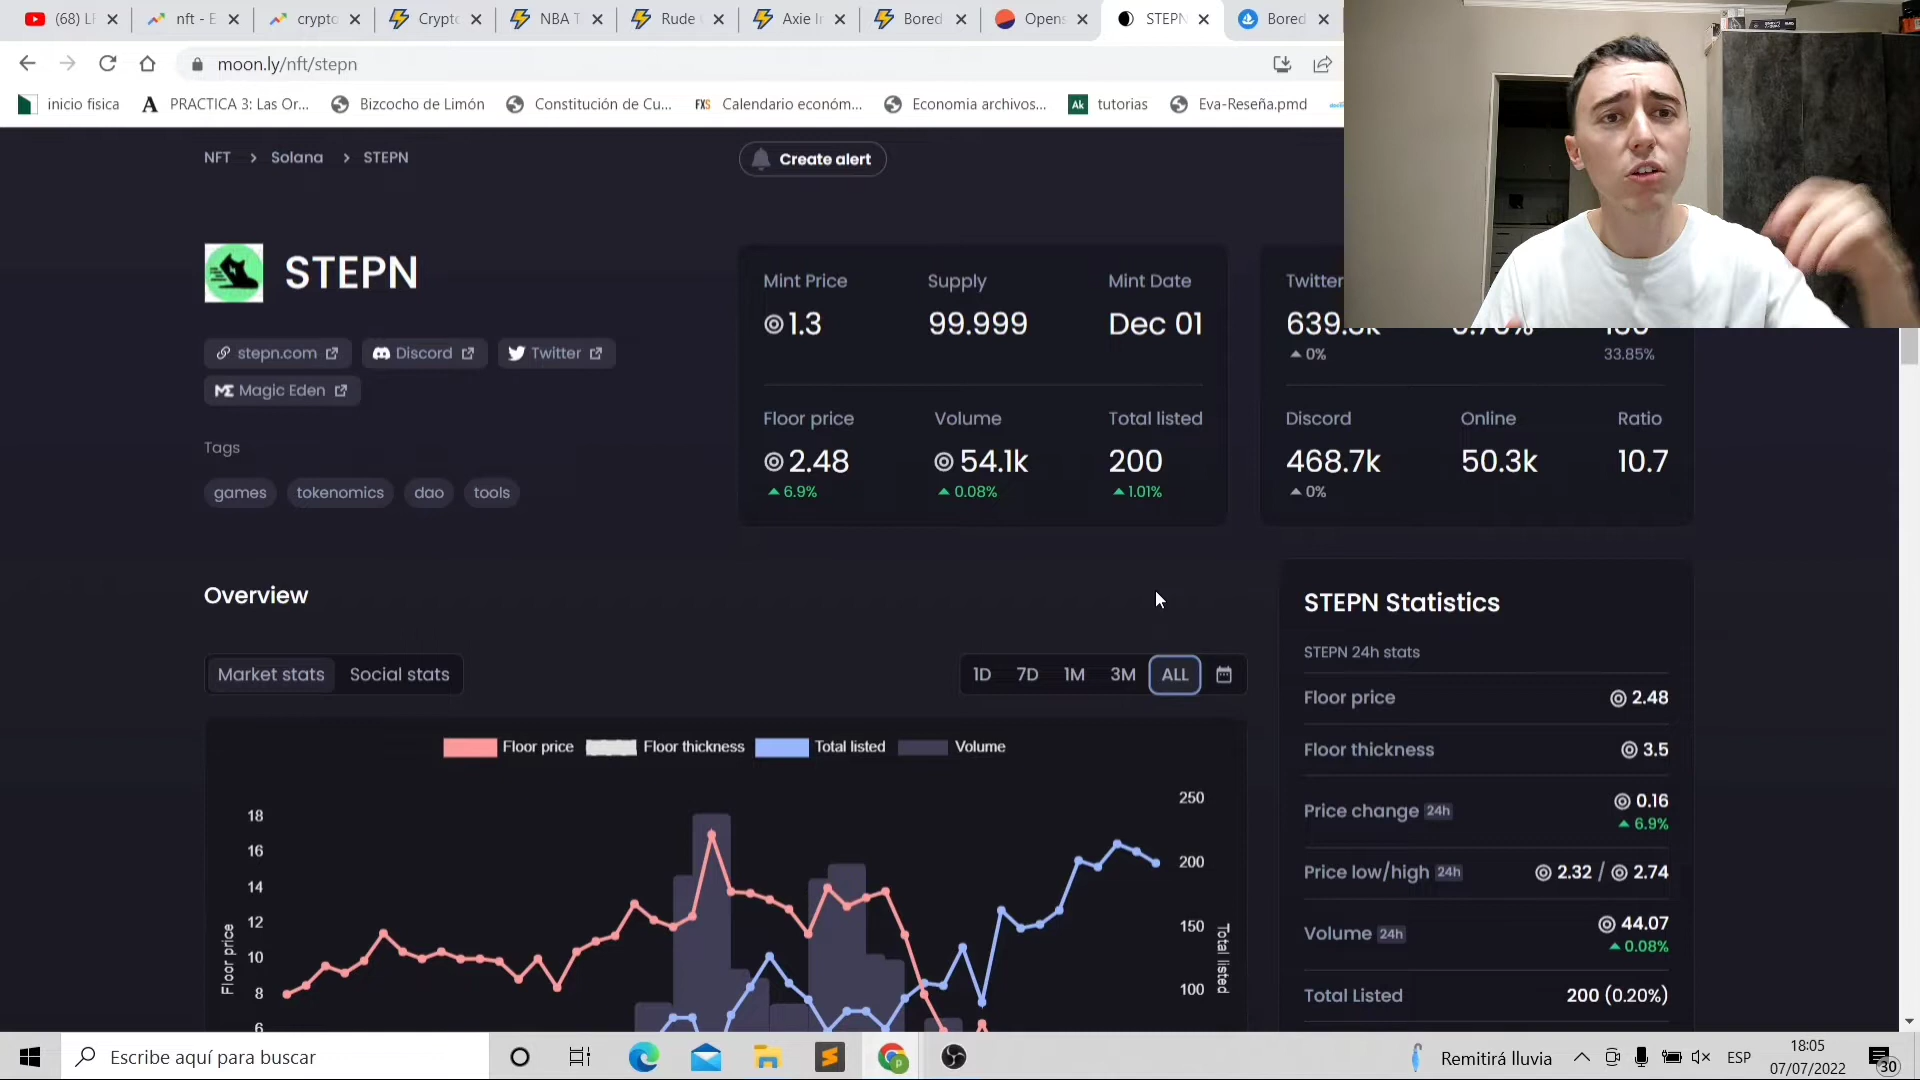 (68) LI
nft - E
crypto
Crypto
NBA T
Rude
Axie In
Bored
Opens
STEPN
Bored
moon.ly/nft/stepn
inicio fisica
PRACTICA 3: Las Or...
Bizcocho de Limón
Constitución de Cu...
FXS Calendario económ...
Economia archivos...
Ak tutorias
Eva-Reseña.pmd
NFT > Solana > STEPN
Create alert
STEPN
stepn.com
Discord
Twitter
ME Magic Eden
Tags
games tokenomics dao tools
Mint Price Supply Mint Date
1.3 99.999 Dec 01
Floor price Volume Total listed
2.48 54.1k 200
6.9% 0.08% 1.01%
Twitter
0% 33.85%
Discord Online Ratio
468.7k 50.3k 10.7
0%
Overview
Market stats Social stats
1D 7D 1M 3M ALL
Floor price Floor thickness Total listed Volume
18
16
14
12
10
8
6
Floor price
250
200
150
100
Total listed
STEPN Statistics
STEPN 24h stats
Floor price 2.48
Floor thickness 3.5
Price change 24h 0.16
6.9%
Price low/high 24h 2.32 / 2.74
Volume 24h 44.07
0.08%
Total Listed 200 (0.20%)
Escribe aquí para buscar
Remitirá lluvia
ESP
18:05
07/07/2022
30